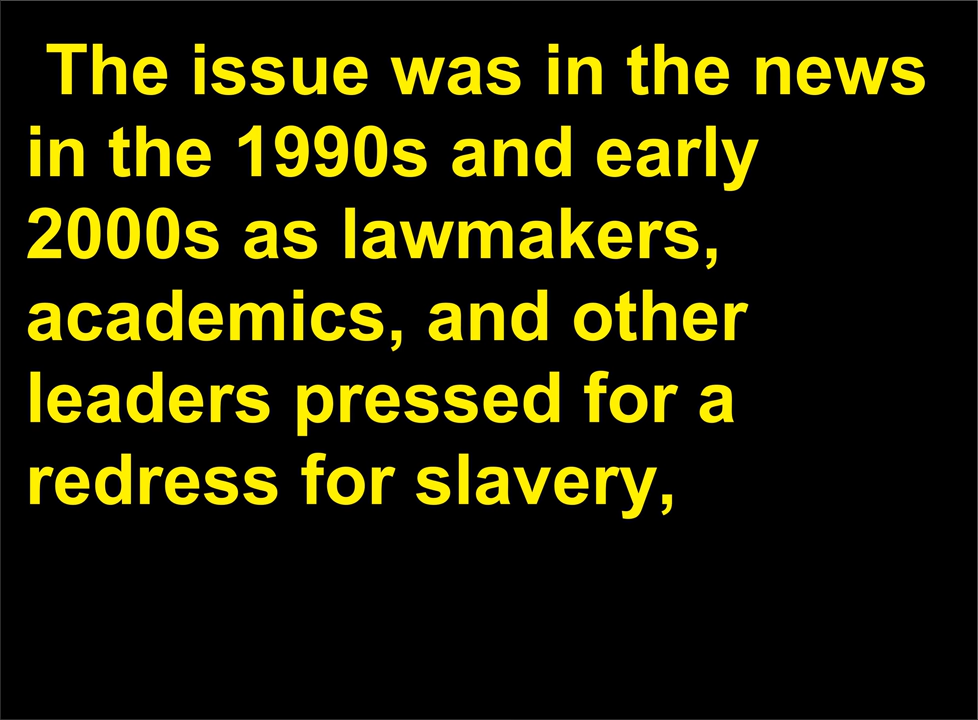 The issue was in the news
in the 1990s and early
2000s as lawmakers,
academics, and other
leaders pressed for a
redress for slavery,